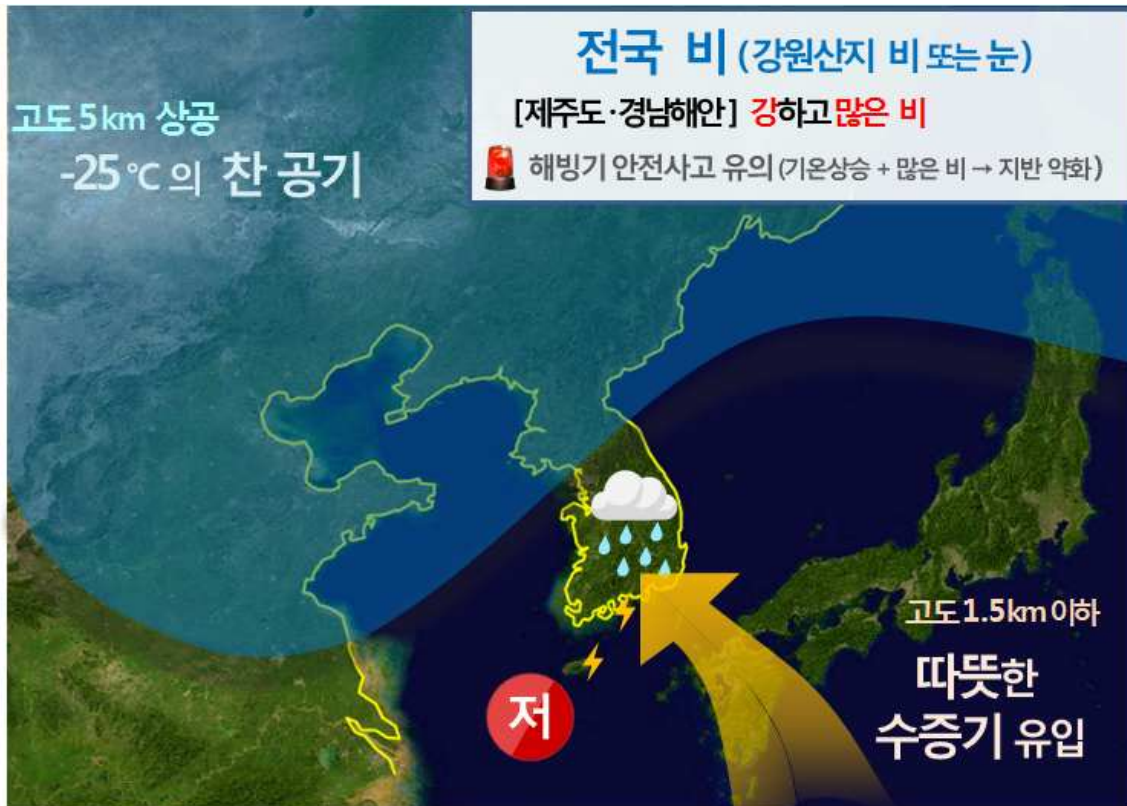 전국 비 (강원산지 비 또는 눈)
[제주도·경남해안] 강하고 많은 비
해빙기 안전사고 유의 (기온상승 + 많은 비 → 지반 약화)
고도 5km 상공
-25℃의 찬 공기
고도 1.5km 이하
따뜻한
수증기 유입
저